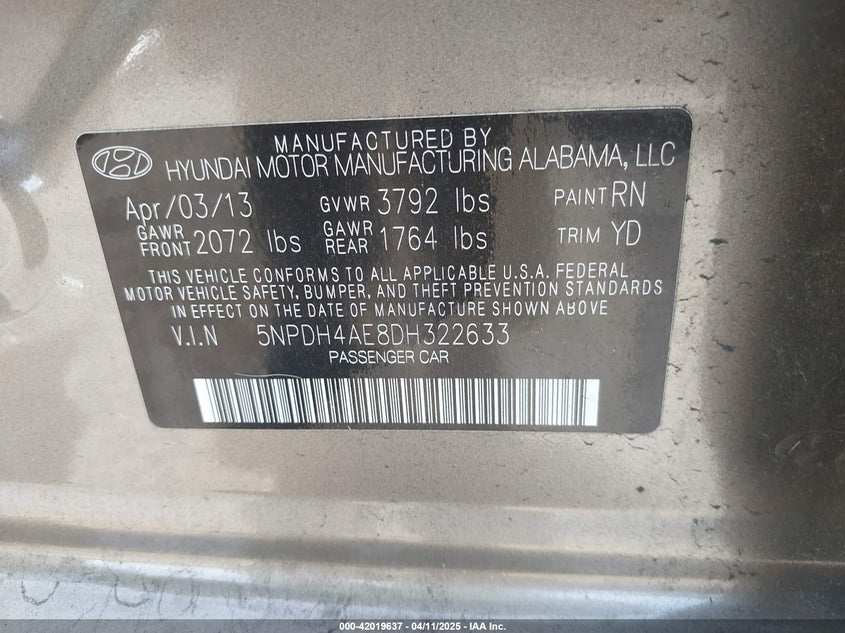 MANUFACTURED BY
HYUNDAI MOTOR MANUFACTURING ALABAMA, LLC
Apr/03/13 GVWR 3792 lbs PAINT RN
GAWR FRONT 2072 lbs GAWR REAR 1764 lbs TRIM YD
THIS VEHICLE CONFORMS TO ALL APPLICABLE U.S.A. FEDERAL
MOTOR VEHICLE SAFETY, BUMPER, AND THEFT PREVENTION STANDARDS
IN EFFECT ON THE DATE OF MANUFACTURE SHOWN ABOVE
V.I.N 5NPDH4AE8DH322633
PASSENGER CAR
000-42019637 - 04/11/2025 - IAA Inc.